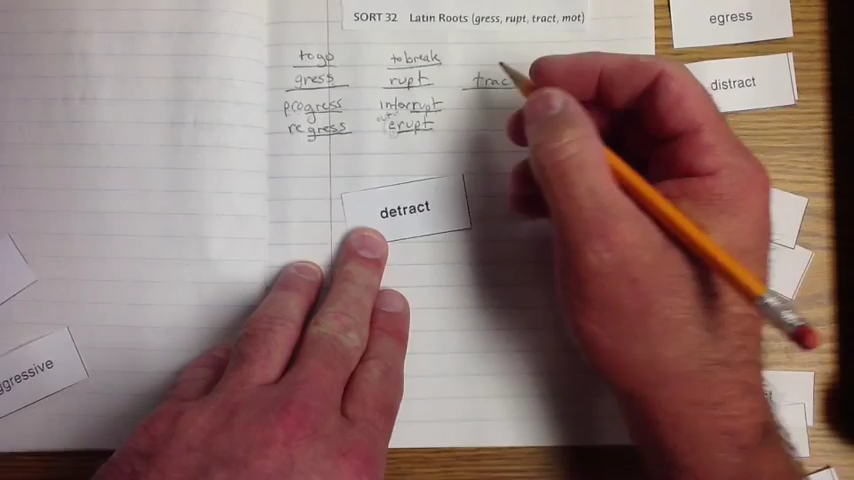 SORT 32 Latin Roots (gress, rupt, tract, mot)
egress
to go to break
gress rupt trac
distract
progress interrupt
regress erupt
detract
ggressive